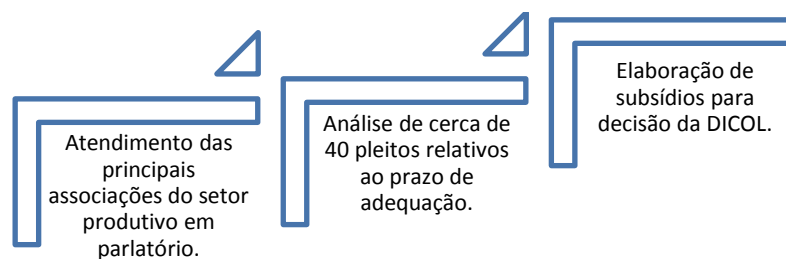 Atendimento das
principais
associações do setor
produtivo em
parlatório.
Análise de cerca de
40 pleitos relativos
ao prazo de
adequação.
Elaboração de
subsídios para
decisão da DICOL.